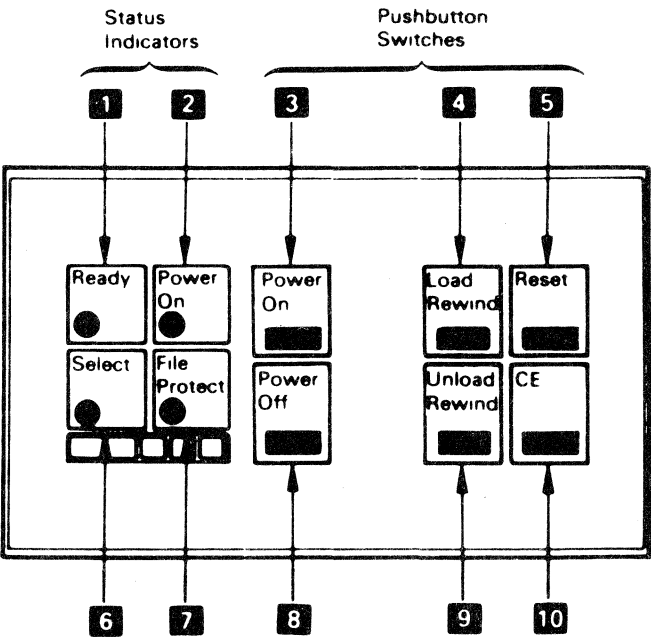 Status
Indicators
Pushbutton
Switches
1 2 3 4 5
Ready
Power
On
Power
On
Load
Rewind
Reset
Select
File
Protect
Power
Off
Unload
Rewind
CE
6 7 8 9 10